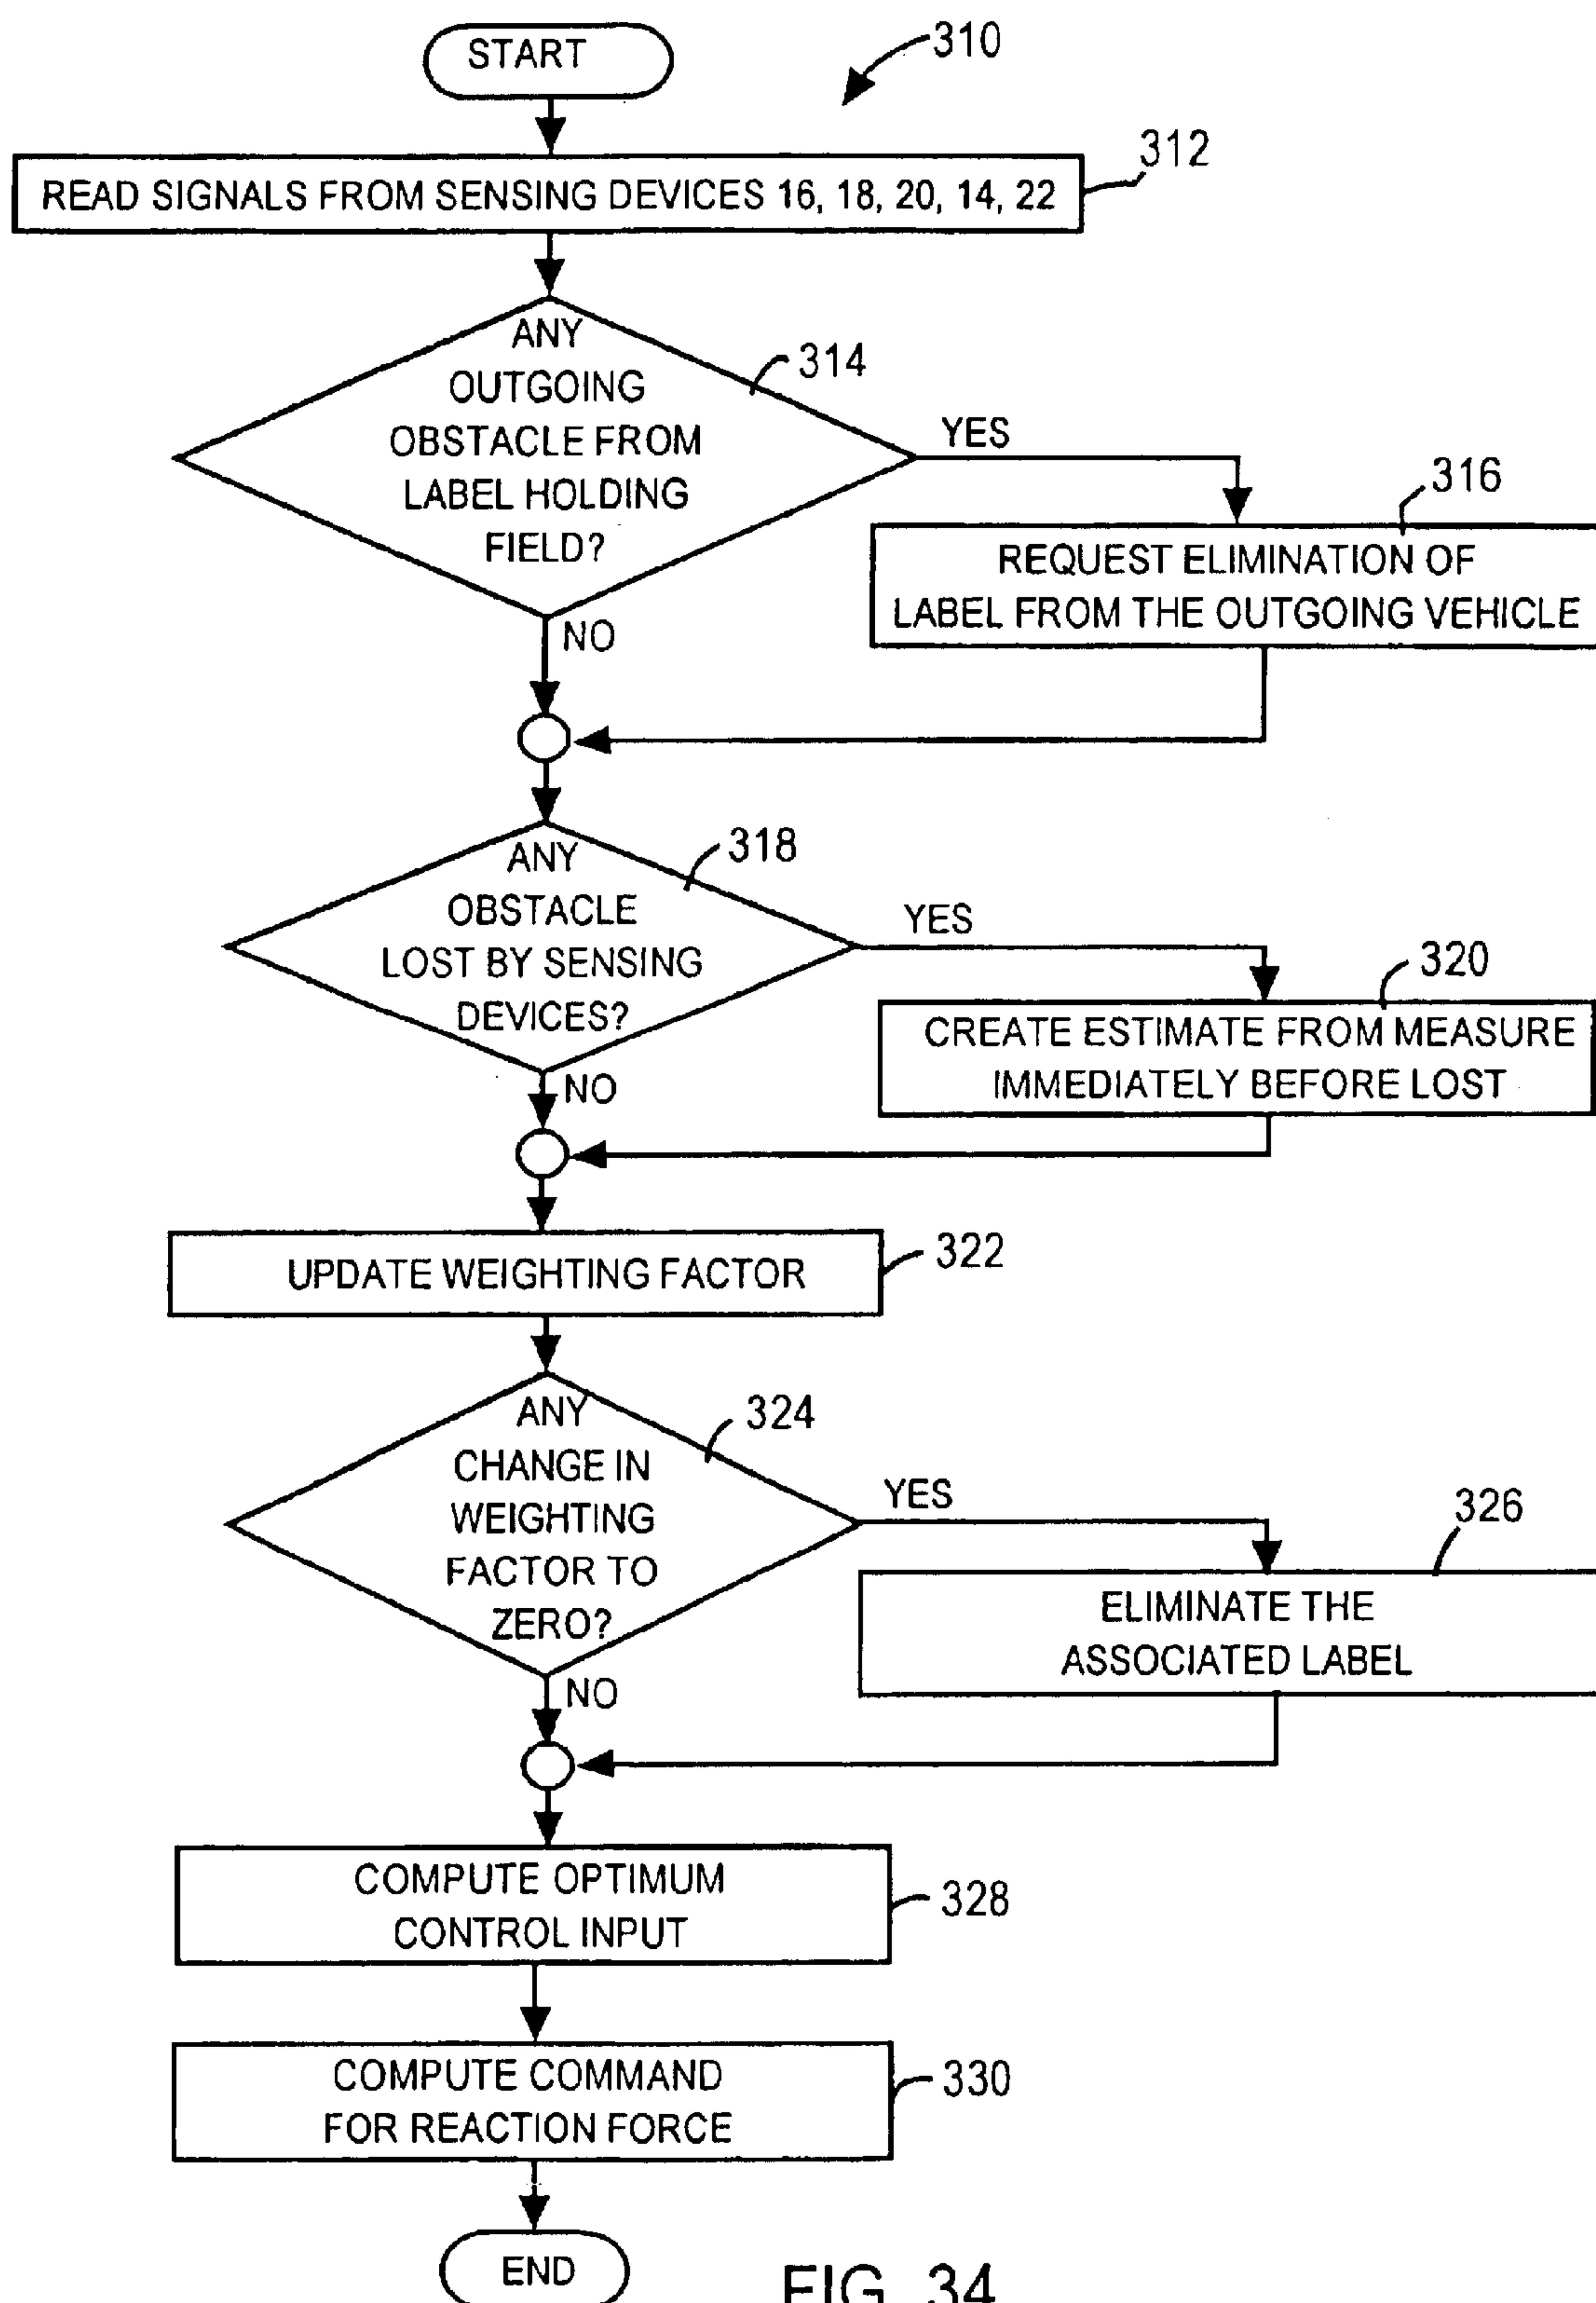 START
310
312
READ SIGNALS FROM SENSING DEVICES 16, 18, 20, 14, 22
ANY
OUTGOING
OBSTACLE FROM
LABEL HOLDING
FIELD?
314
YES
316
REQUEST ELIMINATION OF
LABEL FROM THE OUTGOING VEHICLE
NO
ANY
OBSTACLE
LOST BY SENSING
DEVICES?
318
YES
320
CREATE ESTIMATE FROM MEASURE
IMMEDIATELY BEFORE LOST
NO
UPDATE WEIGHTING FACTOR
322
ANY
CHANGE IN
WEIGHTING
FACTOR TO
ZERO?
324
YES
326
ELIMINATE THE
ASSOCIATED LABEL
NO
COMPUTE OPTIMUM
CONTROL INPUT
328
COMPUTE COMMAND
FOR REACTION FORCE
330
END
FIG. 34